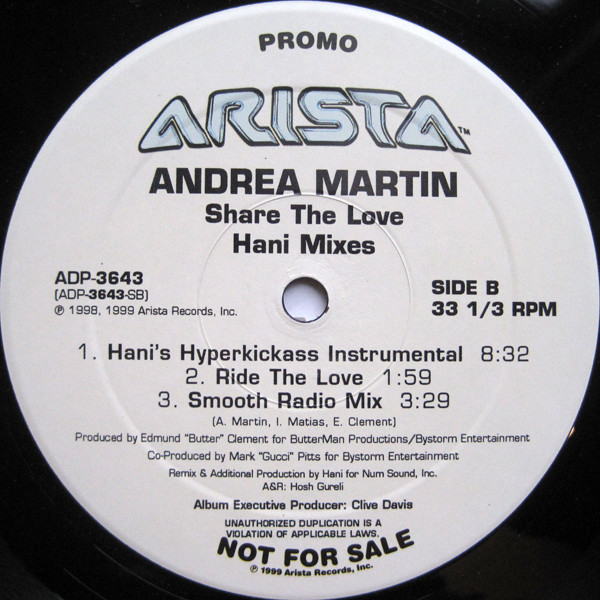 PROMO
ARISTA™
ANDREA MARTIN
Share The Love
Hani Mixes
ADP-3643
(ADP-3643-SB)
℗ 1998, 1999 Arista Records, Inc.
SIDE B
33 1/3 RPM
1. Hani's Hyperkickass Instrumental 8:32
2. Ride The Love 1:59
3. Smooth Radio Mix 3:29
(A. Martin, I. Matias, E. Clement)
Produced by Edmund "Butter" Clement for ButterMan Productions/Bystorm Entertainment
Co-Produced by Mark "Gucci" Pitts for Bystorm Entertainment
Remix & Additional Production by Hani for Num Sound, Inc.
A&R: Hosh Gureli
Album Executive Producer: Clive Davis
UNAUTHORIZED DUPLICATION IS A
VIOLATION OF APPLICABLE LAWS.
NOT FOR SALE
℗ 1999 Arista Records, Inc.